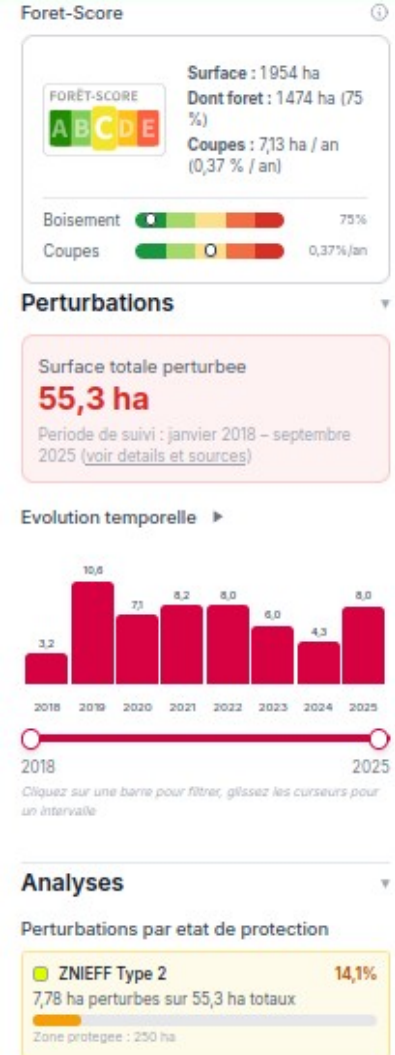 Foret-Score
FORÊT-SCORE
A B C D E
Surface : 1 954 ha
Dont foret : 1 474 ha (75
%)
Coupes : 7,13 ha / an
(0,37 % / an)
Boisement 75%
Coupes 0,37%/an
Perturbations
Surface totale perturbee
55,3 ha
Periode de suivi : janvier 2018 – septembre
2025 (voir details et sources)
Evolution temporelle
3,2 10,6 7,1 8,2 8,0 6,0 4,3 8,0
2018 2019 2020 2021 2022 2023 2024 2025
2018 2025
Cliquez sur une barre pour filtrer, glissez les curseurs pour
un intervalle
Analyses
Perturbations par etat de protection
ZNIEFF Type 2 14,1%
7,78 ha perturbes sur 55,3 ha totaux
Zone protegee : 250 ha